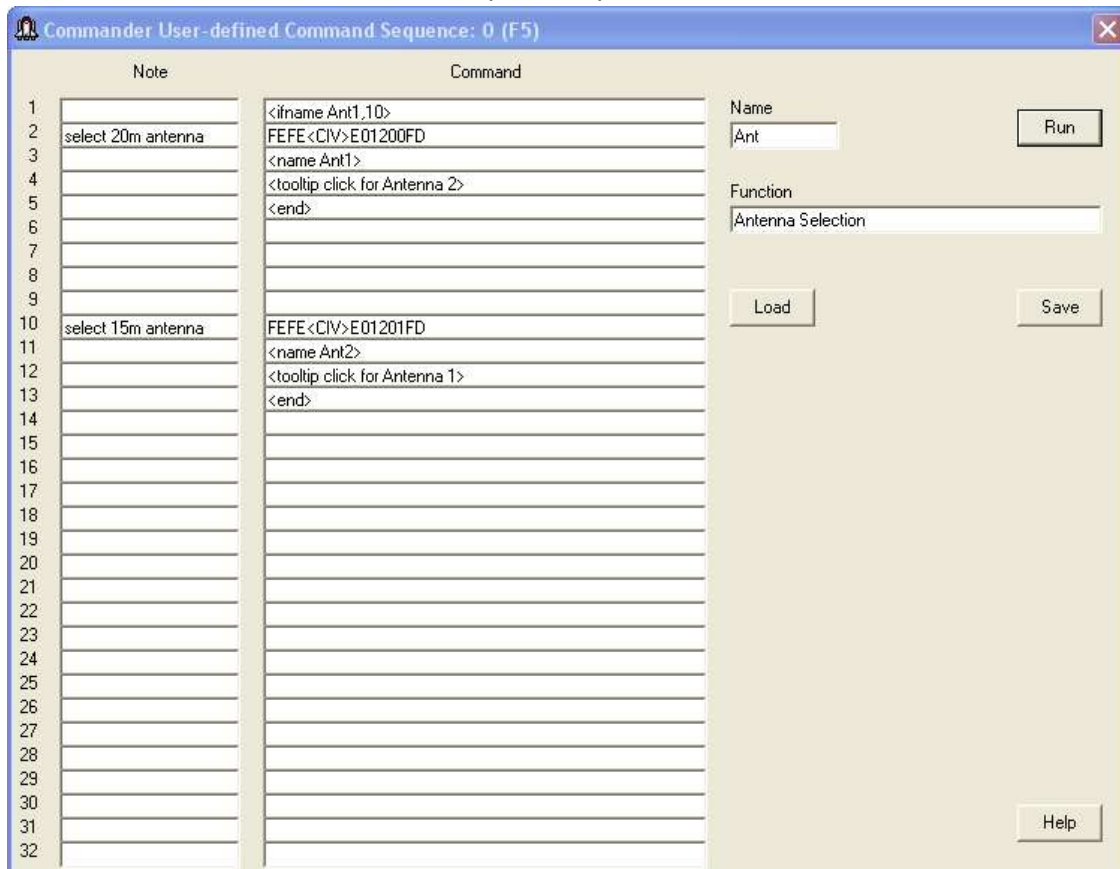 Commander User-defined Command Sequence: 0 (F5)
Note Command
1 <ifname Ant1,10>
2 select 20m antenna FEFE<CIV>E01200FD
3 <name Ant1>
4 <tooltip click for Antenna 2>
5 <end>
6
7
8
9
10 select 15m antenna FEFE<CIV>E01201FD
11 <name Ant2>
12 <tooltip click for Antenna 1>
13 <end>
14
15
16
17
18
19
20
21
22
23
24
25
26
27
28
29
30
31
32
Name
Ant
Run
Function
Antenna Selection
Load
Save
Help